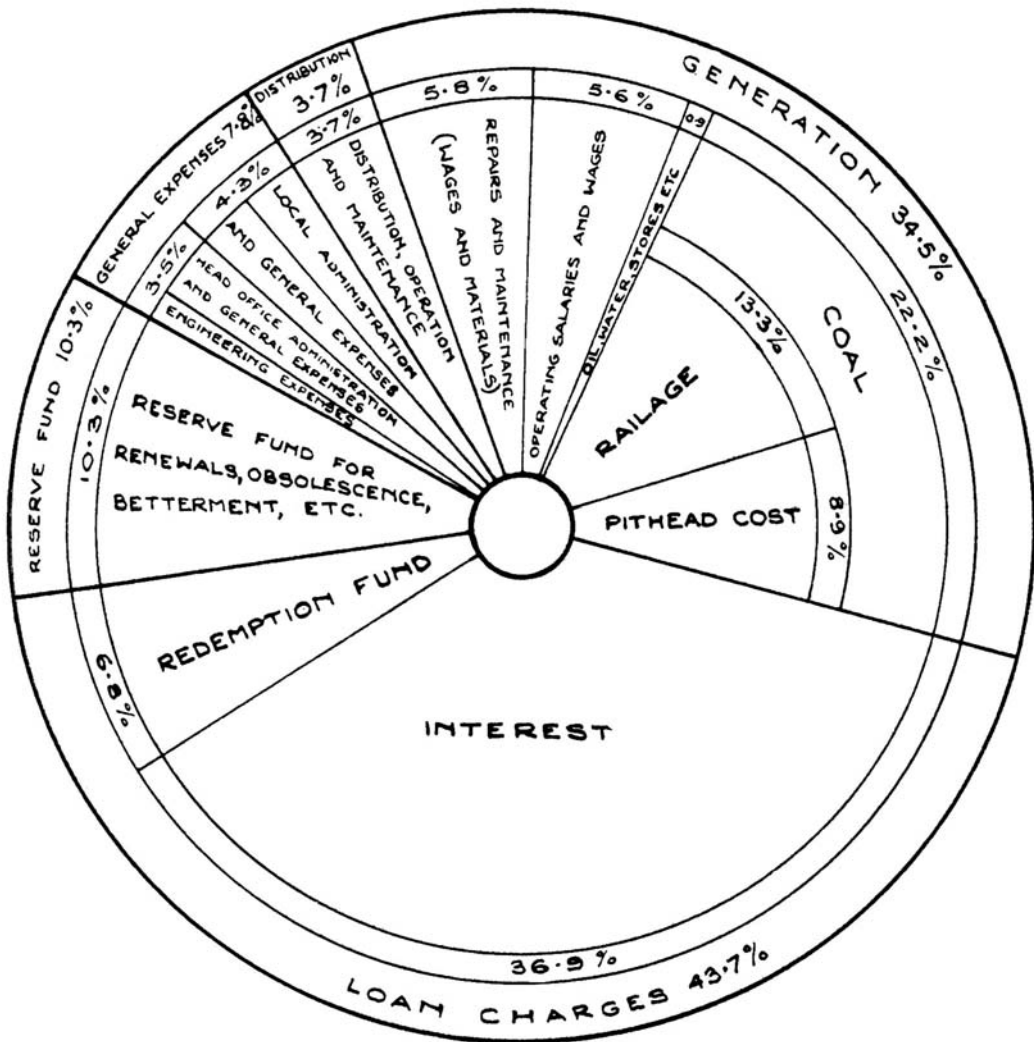 GENERATION 34.5%
5.8%
REPAIRS AND MAINTENANCE
(WAGES AND MATERIALS)
5.6%
OPERATING SALARIES AND WAGES
OIL, WATER, STORES ETC
22.2%
COAL
13.3%
RAILAGE
8.9%
PITHEAD COST
LOAN CHARGES 43.7%
36.9%
INTEREST
6.8%
REDEMPTION FUND
RESERVE FUND 10.3%
10.3%
RESERVE FUND FOR
RENEWALS, OBSOLESCENCE,
BETTERMENT, ETC.
GENERAL EXPENSES 7.8%
3.5%
ENGINEERING EXPENSES
HEAD OFFICE ADMINISTRATION
AND GENERAL EXPENSES
4.3%
LOCAL ADMINISTRATION
AND GENERAL EXPENSES
DISTRIBUTION
3.7%
3.7%
DISTRIBUTION, OPERATION
AND MAINTENANCE